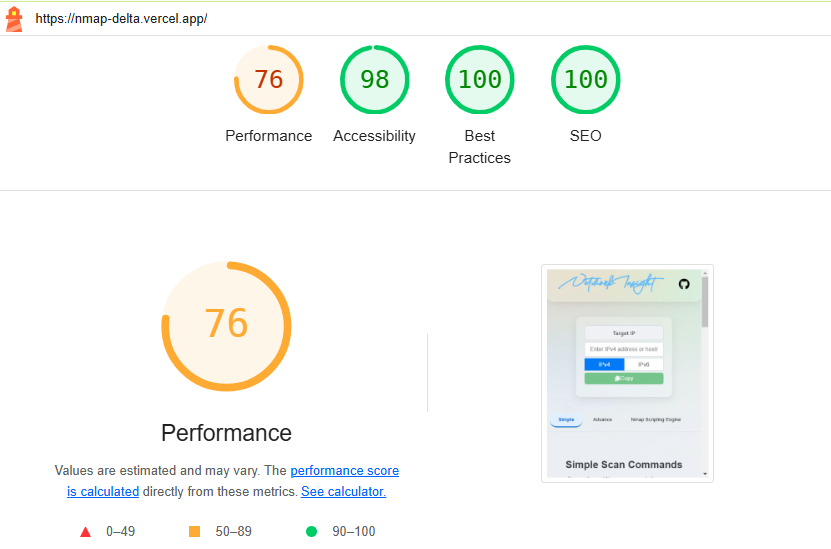 https://nmap-delta.vercel.app/
76
98
100
100
Performance
Accessibility
Best
Practices
SEO
76
Performance
Values are estimated and may vary. The performance score
is calculated directly from these metrics. See calculator.
0–49
50–89
90–100
Network Insight
Target IP
Enter IPv4 address or hostn
IPv4
IPv6
Copy
Simple
Advance
Nmap Scripting Engine
Simple Scan Commands